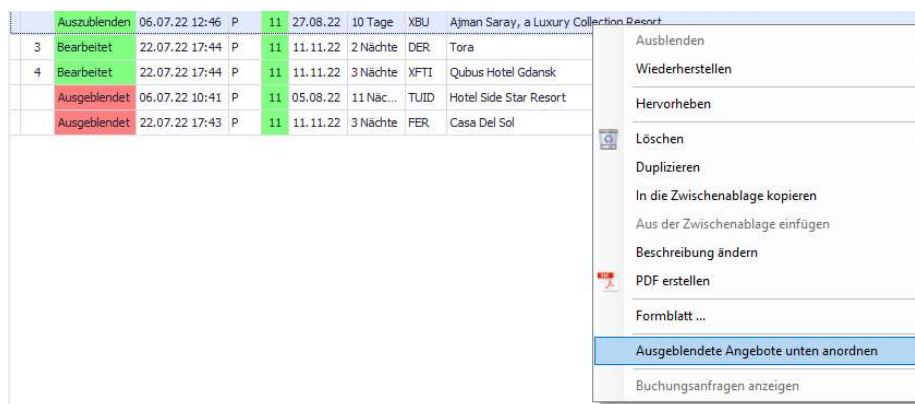 Auszublenden 06.07.22 12:46 P 11 27.08.22 10 Tage XBU Ajman Saray, a Luxury Collection Resort
3 Bearbeitet 22.07.22 17:44 P 11 11.11.22 2 Nächte DER Tora
4 Bearbeitet 22.07.22 17:44 P 11 11.11.22 3 Nächte XFTI Qubus Hotel Gdansk
Ausgeblendet 06.07.22 10:41 P 11 05.08.22 11 Näc... TUID Hotel Side Star Resort
Ausgeblendet 22.07.22 17:43 P 11 11.11.22 3 Nächte FER Casa Del Sol
Ausblenden
Wiederherstellen
Hervorheben
Löschen
Duplizieren
In die Zwischenablage kopieren
Aus der Zwischenablage einfügen
Beschreibung ändern
PDF erstellen
Formblatt ...
Ausgeblendete Angebote unten anordnen
Buchungsanfragen anzeigen